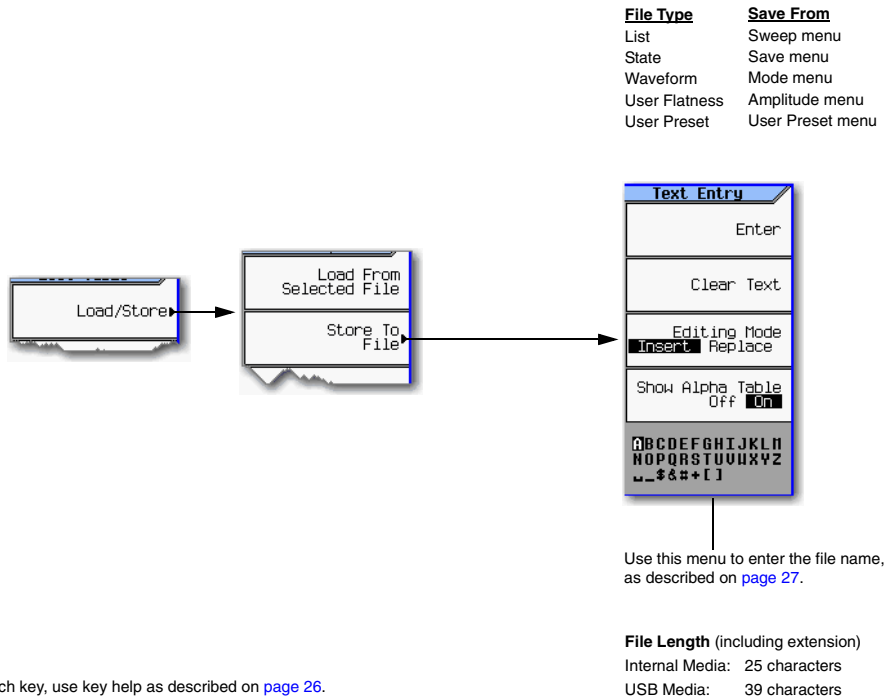 File Type Save From
List Sweep menu
State Save menu
Waveform Mode menu
User Flatness Amplitude menu
User Preset User Preset menu
Load/Store
Load From
Selected File
Store To
File
Text Entry
Enter
Clear Text
Editing Mode
Insert Replace
Show Alpha Table
Off On
ABCDEFGHIJKLM
NOPQRSTUVWXYZ
␣_$&#+[]
Use this menu to enter the file name,
as described on page 27.
File Length (including extension)
Internal Media: 25 characters
USB Media: 39 characters
ch key, use key help as described on page 26.